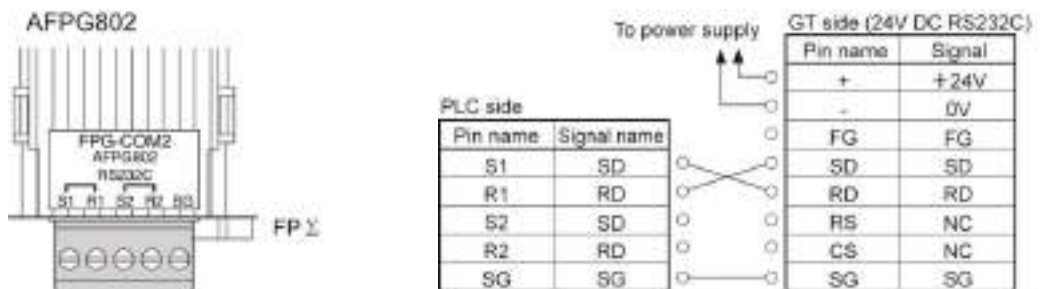 AFPG802
FPG-COM2
AFPG802
RS232C
S1 R1 S2 R2 SG
FP Σ
To power supply
GT side (24V DC RS232C)
Pin name Signal
+ +24V
- 0V
FG FG
SD SD
RD RD
RS NC
CS NC
SG SG
PLC side
Pin name Signal name
S1 SD
R1 RD
S2 SD
R2 RD
SG SG